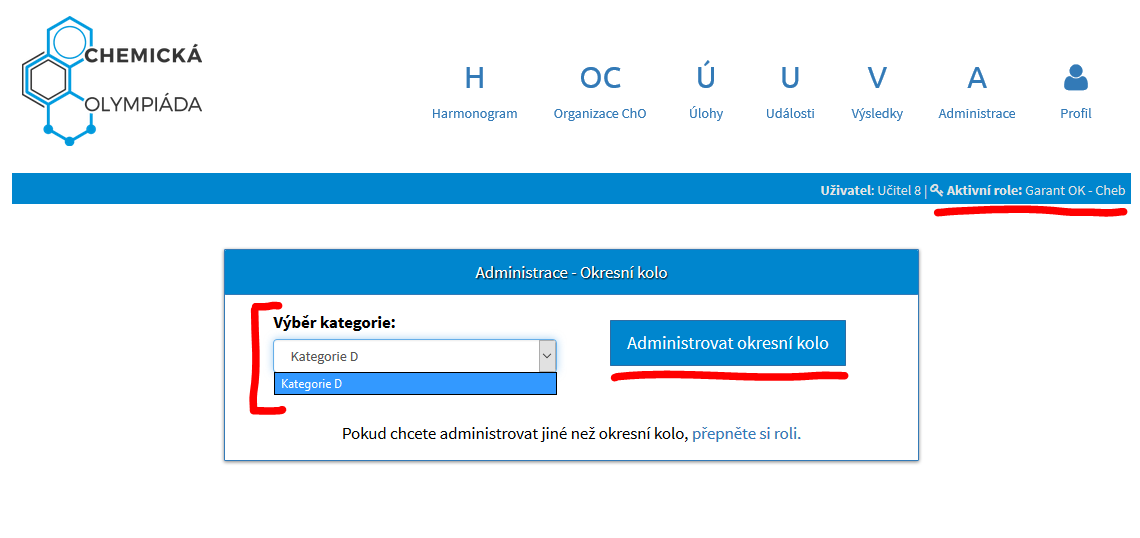 CHEMICKÁ
OLYMPIÁDA
H OC Ú U V A
Harmonogram Organizace ChO Úlohy Události Výsledky Administrace Profil
Uživatel: Učitel 8 | Aktivní role: Garant OK - Cheb
Administrace - Okresní kolo
Výběr kategorie:
Kategorie D
Kategorie D
Administrovat okresní kolo
Pokud chcete administrovat jiné než okresní kolo, přepněte si roli.